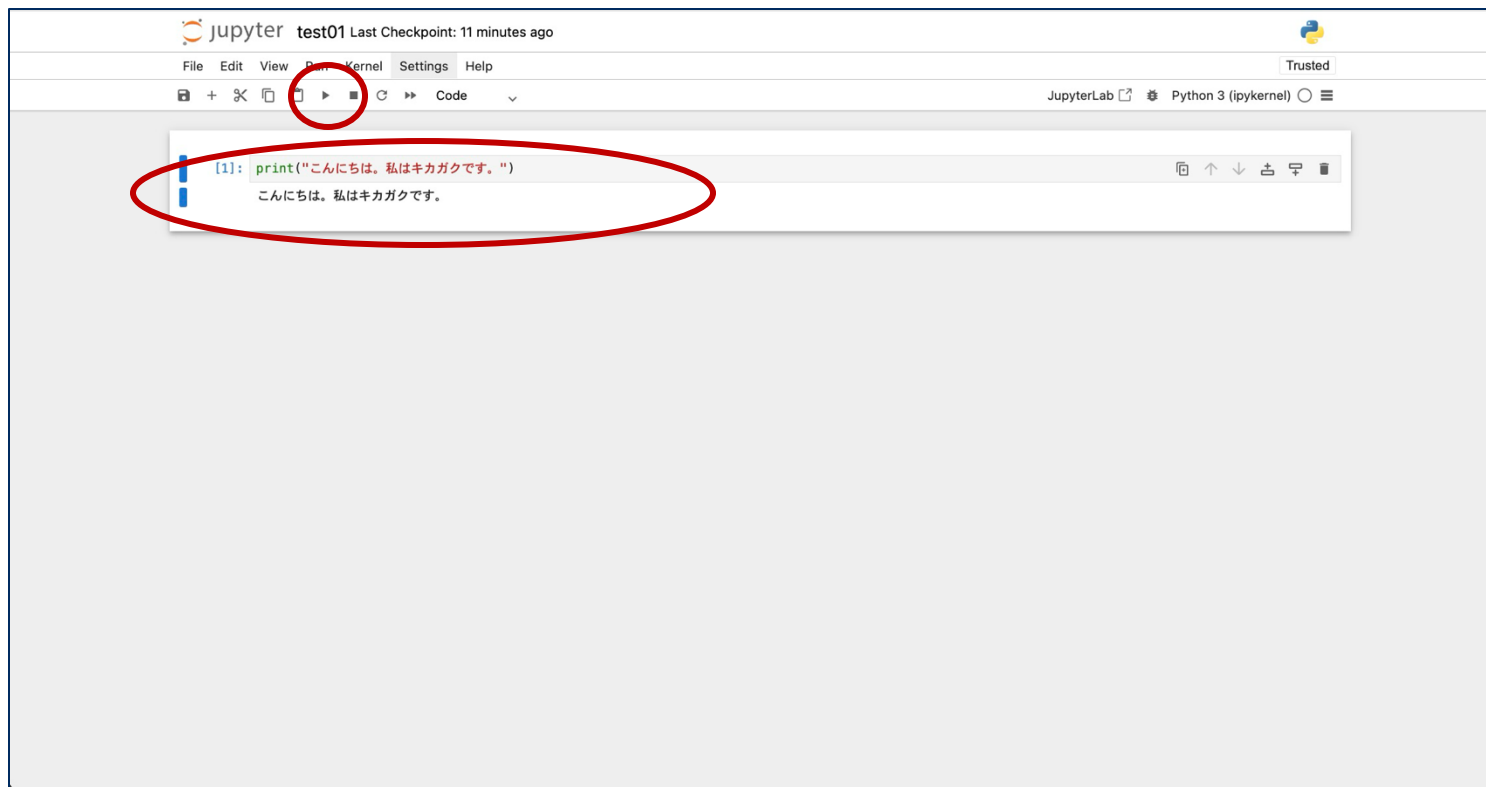 jupyter test01 Last Checkpoint: 11 minutes ago
File Edit View Run Kernel Settings Help Trusted
Code JupyterLab Python 3 (ipykernel)
[1]: print("こんにちは。私はキカガクです。")
こんにちは。私はキカガクです。